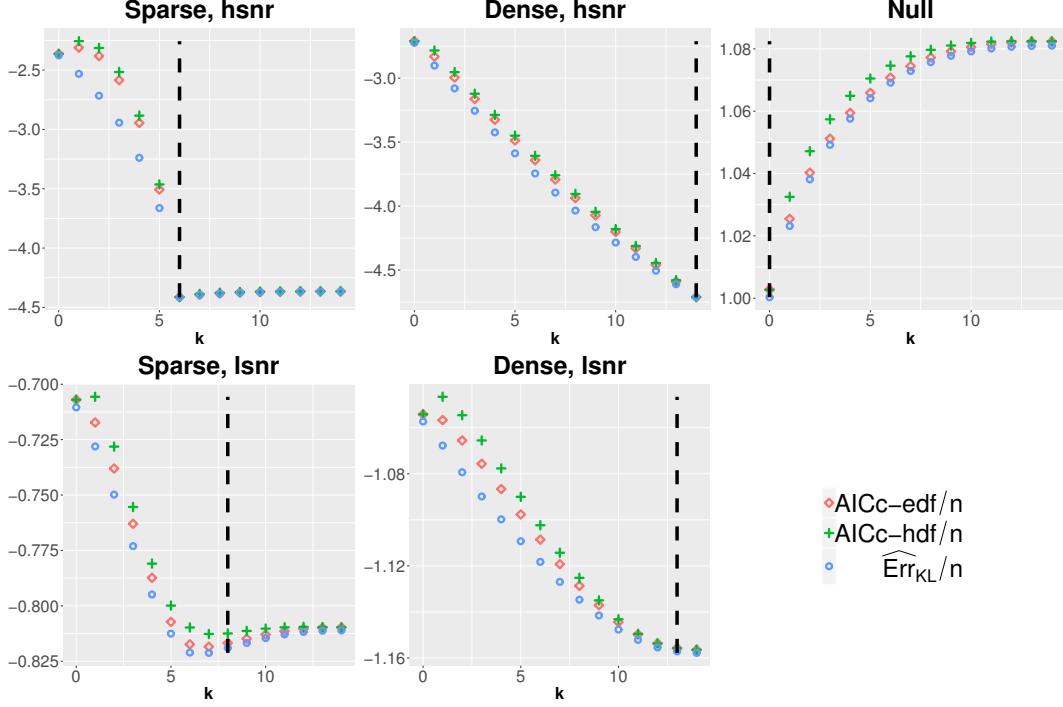 Sparse, hsnr
−2.5
−3.0
−3.5
−4.0
−4.5
0
5
10
k
Dense, hsnr
−3.0
−3.5
−4.0
−4.5
0
5
10
k
Null
1.08
1.06
1.04
1.02
1.00
0
5
10
k
Sparse, lsnr
−0.700
−0.725
−0.750
−0.775
−0.800
−0.825
0
5
10
k
Dense, lsnr
−1.08
−1.12
−1.16
0
5
10
k
AICc−edf/n
AICc−hdf/n
$\widehat{Err}_{KL}$/n